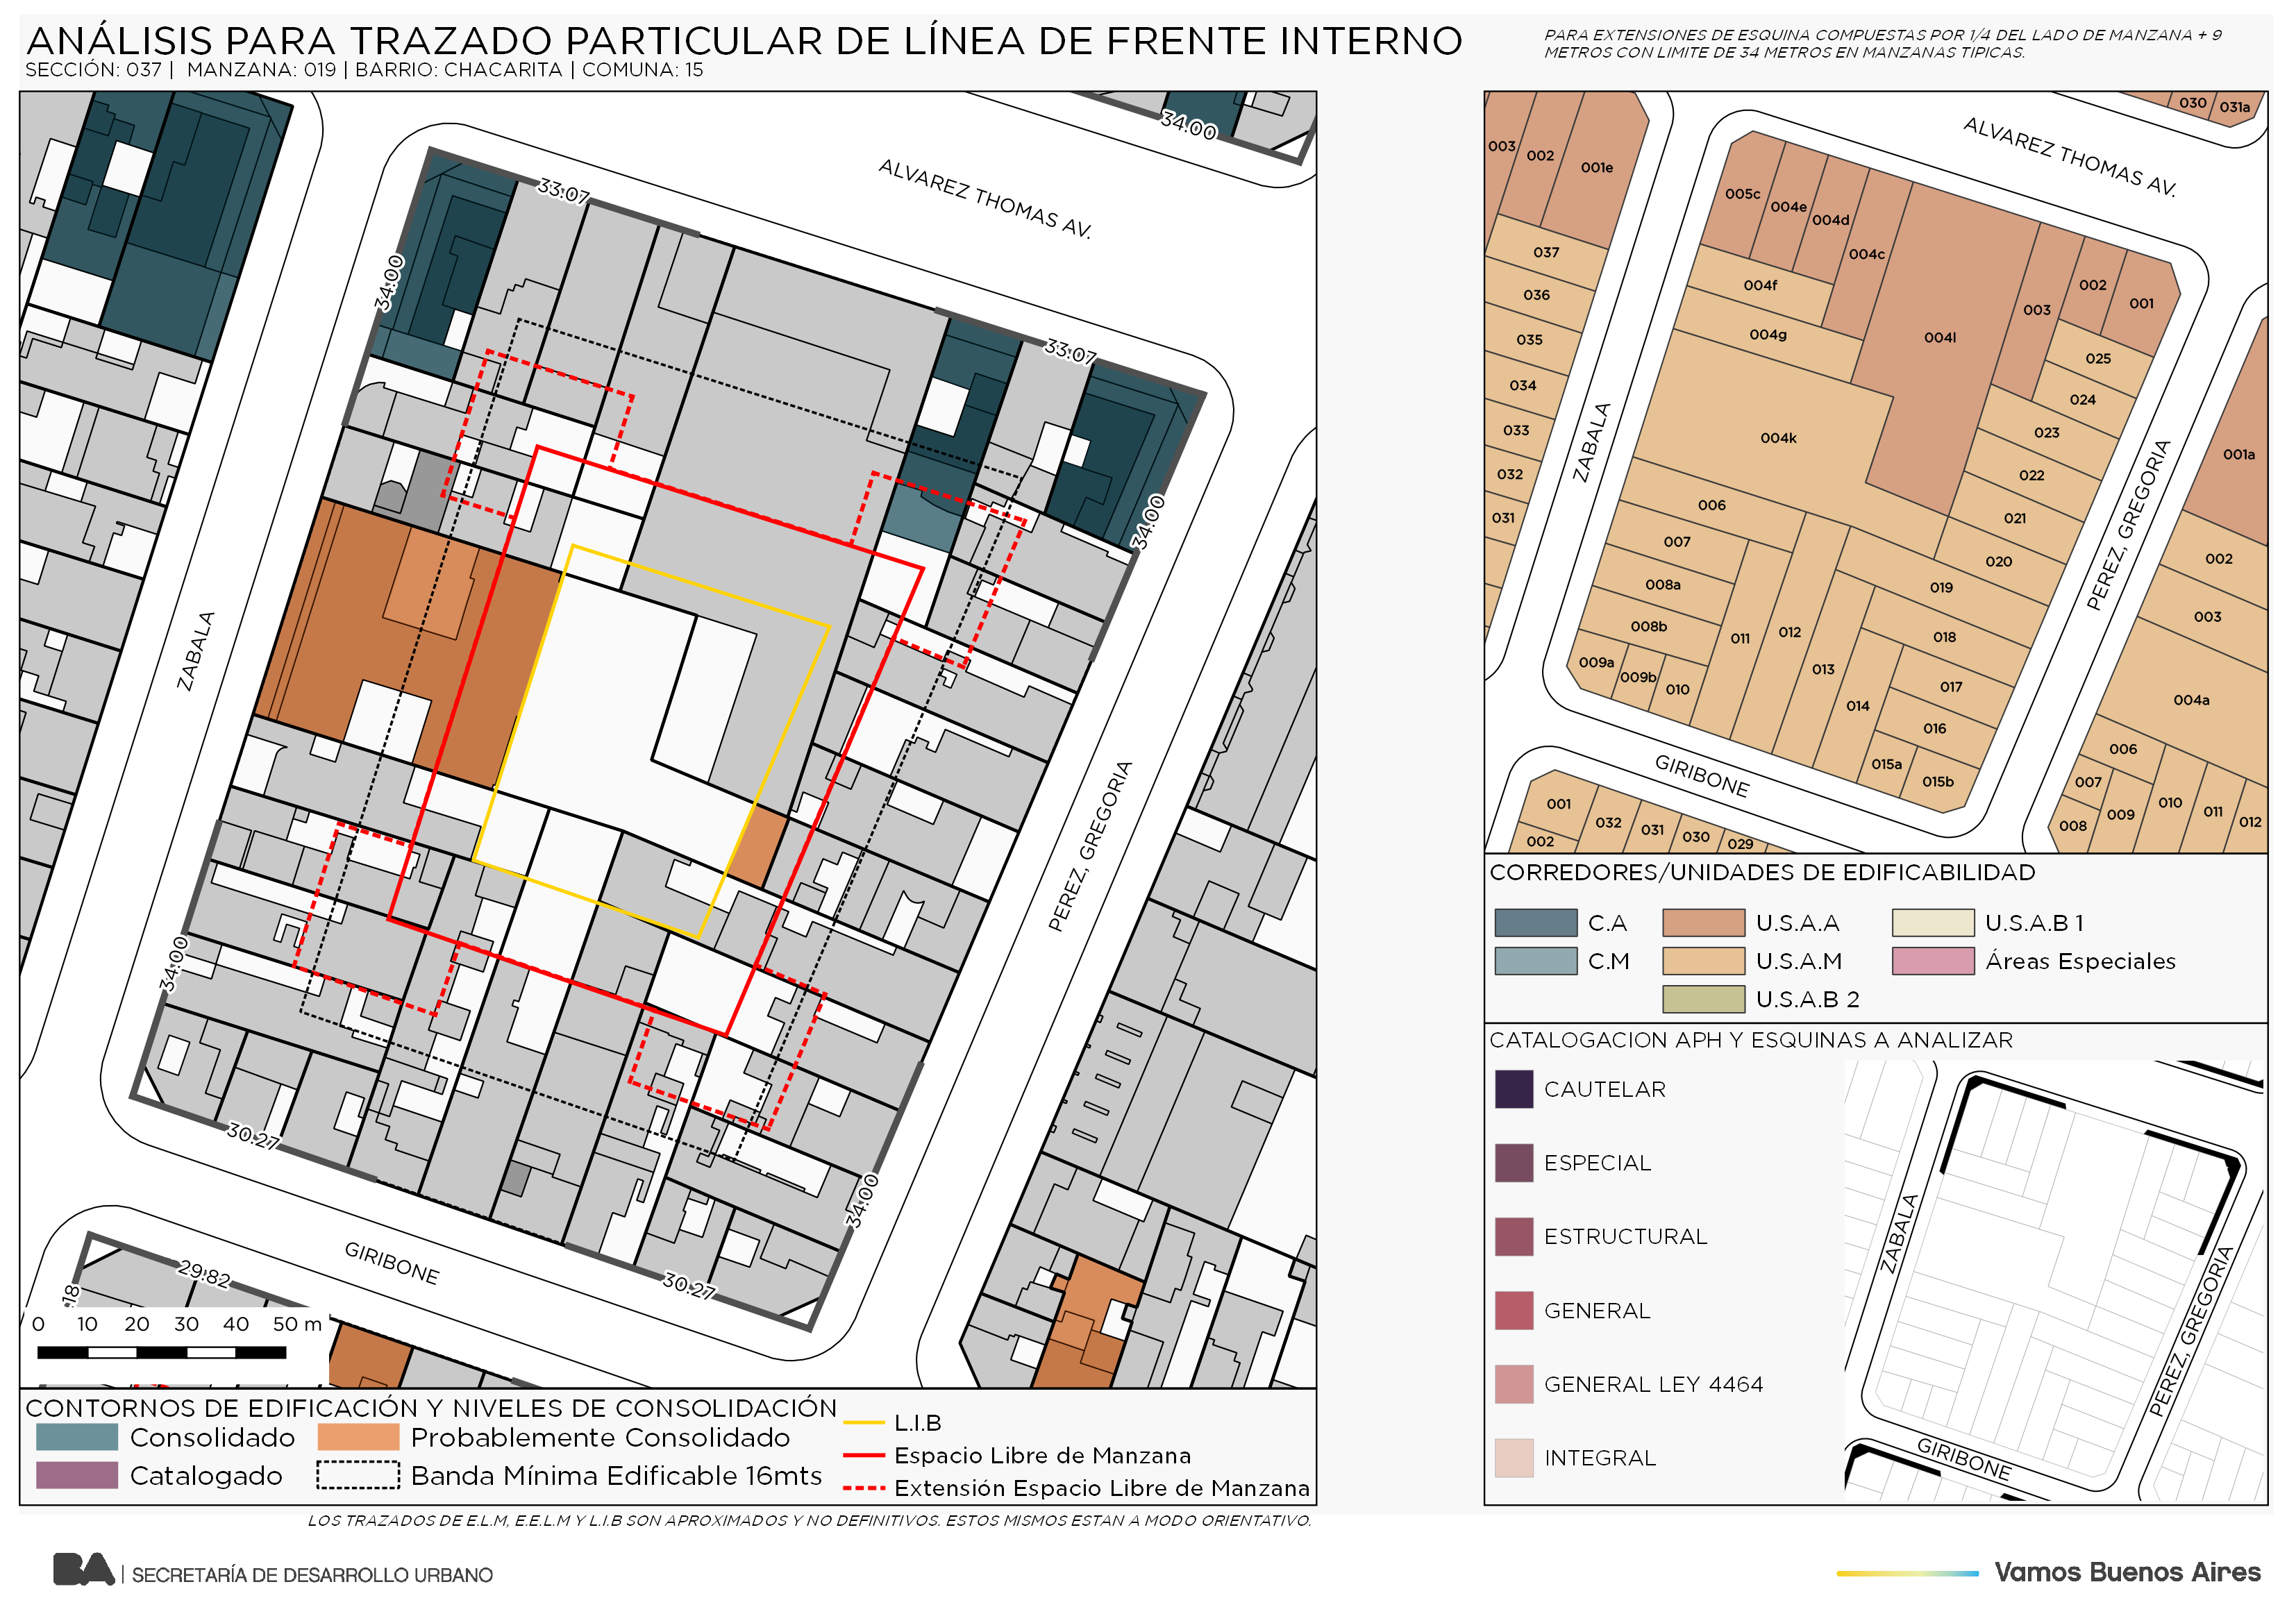 ANÁLISIS PARA TRAZADO PARTICULAR DE LÍNEA DE FRENTE INTERNO
SECCIÓN: 037 | MANZANA: 019 | BARRIO: CHACARITA | COMUNA: 15
PARA EXTENSIONES DE ESQUINA COMPUESTAS POR 1/4 DEL LADO DE MANZANA + 9
METROS CON LIMITE DE 34 METROS EN MANZANAS TIPICAS.
34.00
ALVAREZ THOMAS AV.
33.07
34.00
33.07
34.00
ZABALA
PEREZ, GREGORIA
34.00
30.27
34.00
GIRIBONE
30.27
29.82
.18
0 10 20 30 40 50 m
CONTORNOS DE EDIFICACIÓN Y NIVELES DE CONSOLIDACIÓN
Consolidado
Probablemente Consolidado
Catalogado
Banda Mínima Edificable 16mts
L.I.B
Espacio Libre de Manzana
Extensión Espacio Libre de Manzana
LOS TRAZADOS DE E.L.M, E.E.L.M Y L.I.B SON APROXIMADOS Y NO DEFINITIVOS. ESTOS MISMOS ESTAN A MODO ORIENTATIVO.
030
031a
ALVAREZ THOMAS AV.
003
002
001e
005c
004e
004d
004c
037
004f
002
001
036
003
035
004g
004l
025
034
024
033
004k
023
001a
032
022
031
006
021
ZABALA
PEREZ, GREGORIA
007
020
002
008a
019
003
008b
011
012
018
009a
009b
010
013
017
004a
014
016
006
015a
015b
007
GIRIBONE
001
032
031
030
029
002
008
009
010
011
012
CORREDORES/UNIDADES DE EDIFICABILIDAD
C.A
U.S.A.A
U.S.A.B 1
C.M
U.S.A.M
Áreas Especiales
U.S.A.B 2
CATALOGACION APH Y ESQUINAS A ANALIZAR
CAUTELAR
ESPECIAL
ESTRUCTURAL
GENERAL
GENERAL LEY 4464
INTEGRAL
ZABALA
PEREZ, GREGORIA
GIRIBONE
BA | SECRETARÍA DE DESARROLLO URBANO
Vamos Buenos Aires